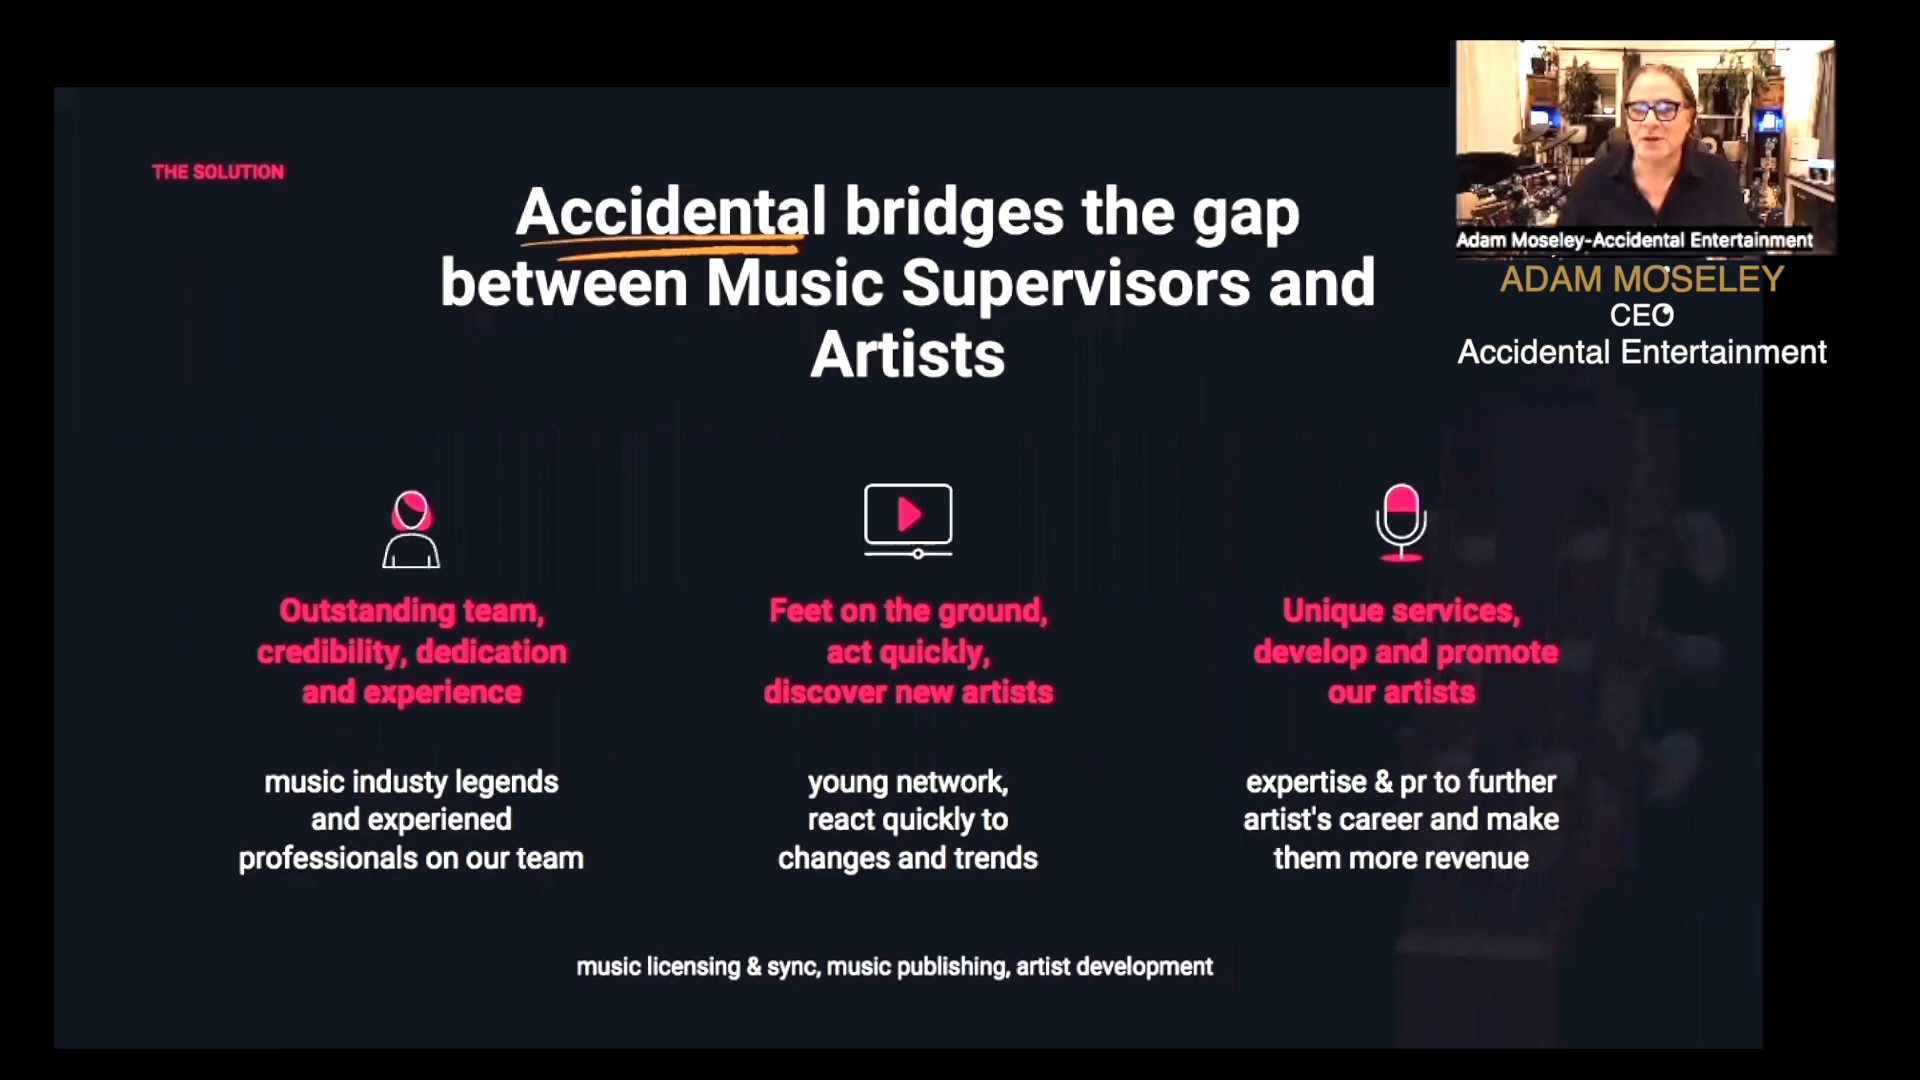 THE SOLUTION
Accidental bridges the gap
between Music Supervisors and
Artists
Adam Moseley-Accidental Entertainment
ADAM MOSELEY
CEO
Accidental Entertainment
Outstanding team,
credibility, dedication
and experience
music industy legends
and experiened
professionals on our team
Feet on the ground,
act quickly,
discover new artists
young network,
react quickly to
changes and trends
Unique services,
develop and promote
our artists
expertise & pr to further
artist's career and make
them more revenue
music licensing & sync, music publishing, artist development